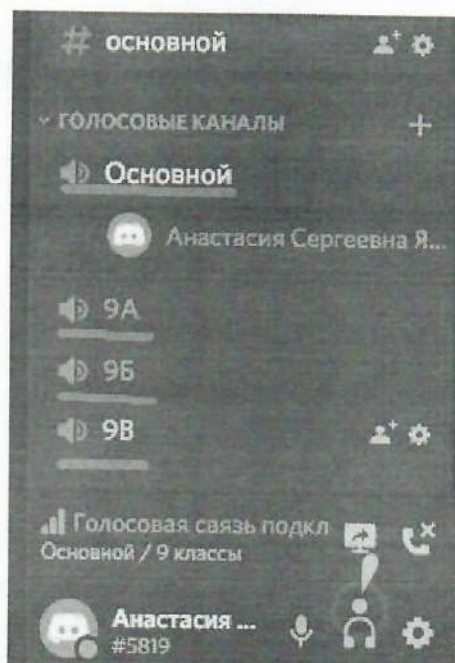 # основной
ГОЛОСОВЫЕ КАНАЛЫ
Основной
Анастасия Сергеевна Я...
9А
9Б
9В
Голосовая связь подкл
Основной / 9 классы
Анастасия ...
#5819